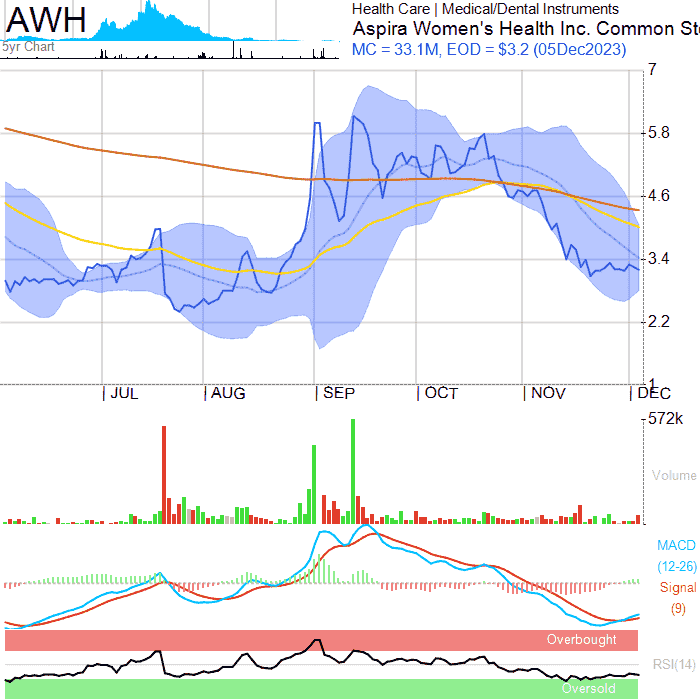 AWH
5yr Chart
Health Care | Medical/Dental Instruments
Aspira Women's Health Inc. Common St
MC = 33.1M, EOD = $3.2 (05Dec2023)
7
5.8
4.6
3.4
2.2
1
JUL AUG SEP OCT NOV DEC
572k
Volume
MACD
(12-26)
Signal
(9)
Overbought
RSI(14)
Oversold